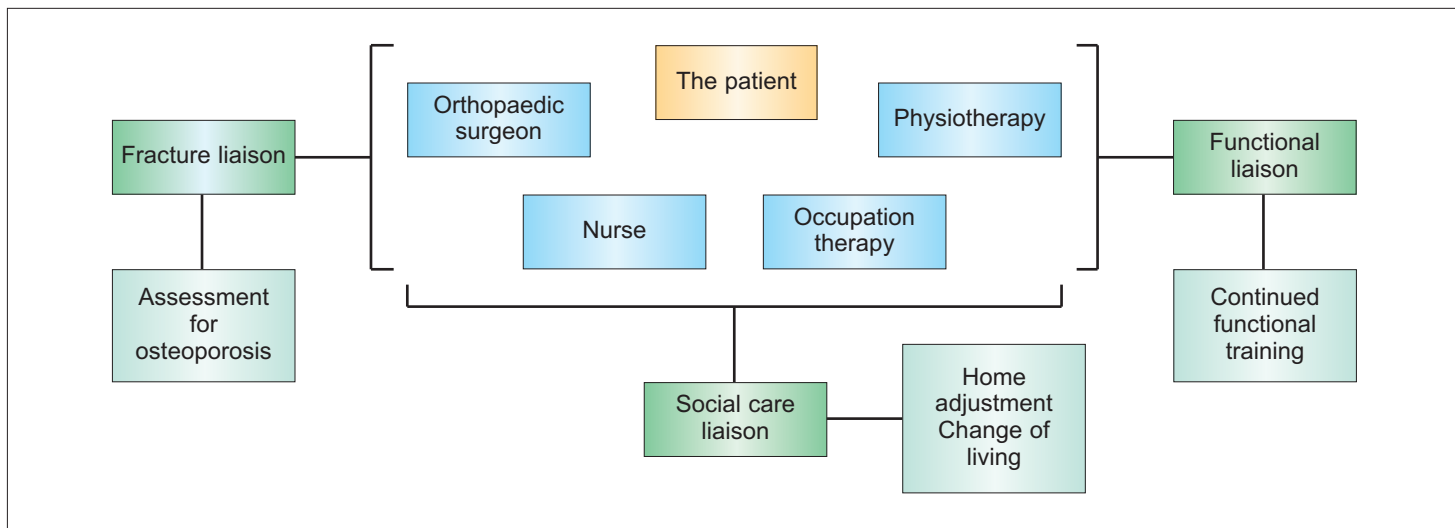 The patient
Orthopaedic
surgeon
Physiotherapy
Fracture liaison
Functional
liaison
Nurse
Occupation
therapy
Assessment
for
osteoporosis
Continued
functional
training
Social care
liaison
Home
adjustment
Change of
living